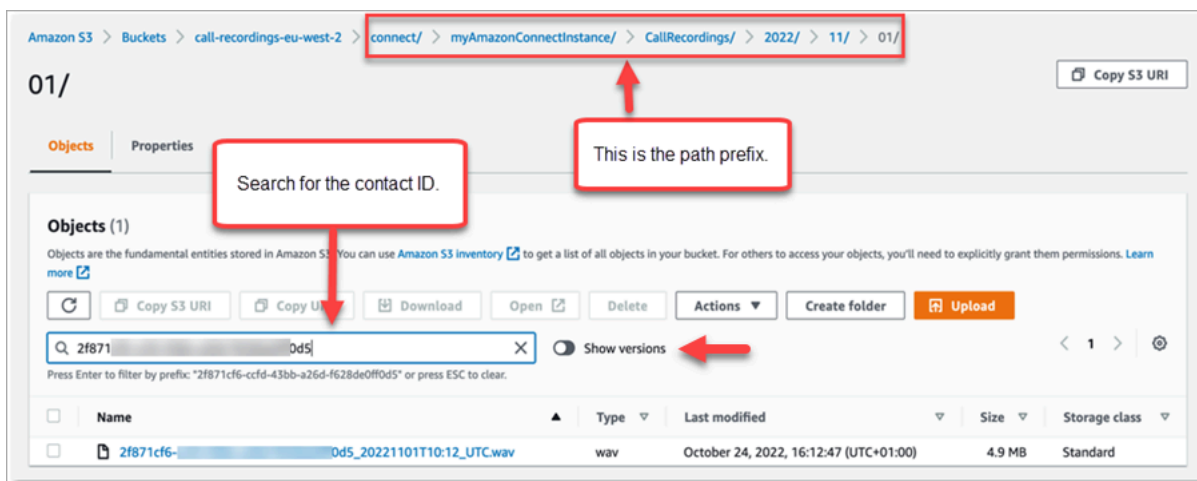 Amazon S3 > Buckets > call-recordings-eu-west-2 > connect/ > myAmazonConnectInstance/ > CallRecordings/ > 2022/ > 11/ > 01/
01/
Copy S3 URI
Objects
Properties
This is the path prefix.
Search for the contact ID.
Objects (1)
Objects are the fundamental entities stored in Amazon S3. You can use Amazon S3 inventory to get a list of all objects in your bucket. For others to access your objects, you'll need to explicitly grant them permissions. Learn
more
Copy S3 URI Copy U Download Open Delete Actions Create folder Upload
2f871 0d5 Show versions < 1 >
Press Enter to filter by prefix: "2f871cf6-ccfd-43bb-a26d-f628de0ff0d5" or press ESC to clear.
Name Type Last modified Size Storage class
2f871cf6- 0d5_20221101T10:12_UTC.wav wav October 24, 2022, 16:12:47 (UTC+01:00) 4.9 MB Standard